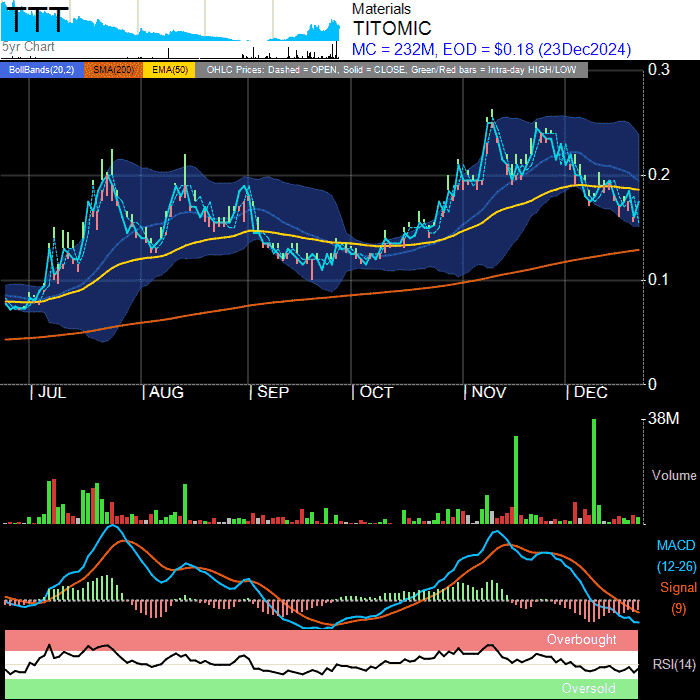 TTT
5yr Chart
Materials
TITOMIC
MC = 232M, EOD = $0.18 (23Dec2024)
BollBands(20,2) SMA(200) EMA(50) OHLC Prices: Dashed = OPEN, Solid = CLOSE, Green/Red bars = Intra-day HIGH/LOW
0.3
0.2
0.1
0
JUL AUG SEP OCT NOV DEC
38M
Volume
MACD
(12-26)
Signal
(9)
Overbought
RSI(14)
Oversold